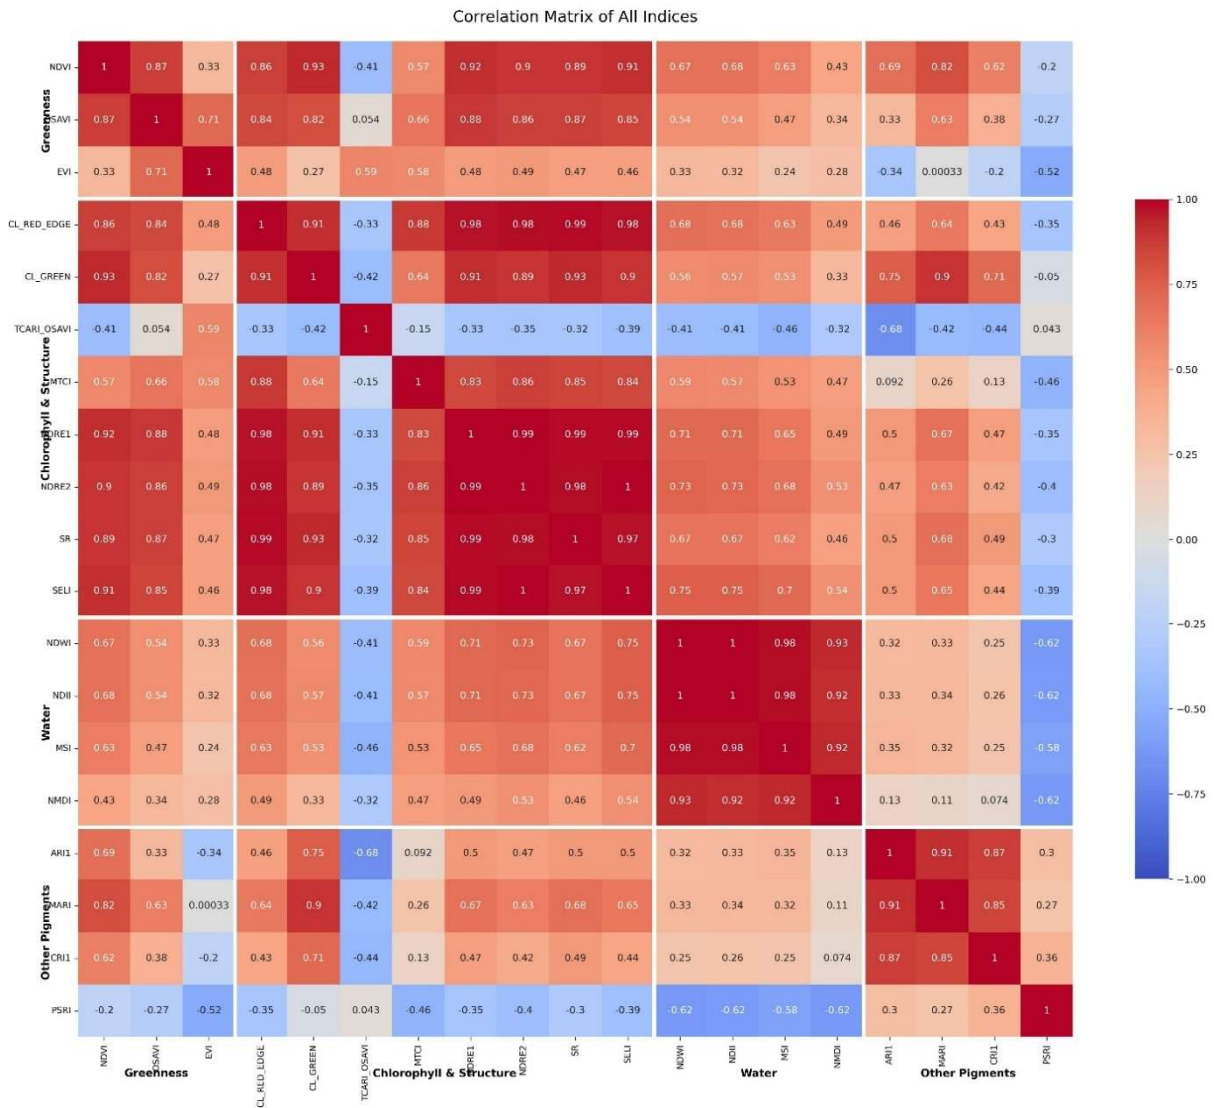 Correlation Matrix of All Indices
NDVI 1 0.87 0.33 0.86 0.93 -0.41 0.57 0.92 0.9 0.89 0.91 0.67 0.68 0.63 0.43 0.69 0.82 0.62 -0.2
OSAVI 0.87 1 0.71 0.84 0.82 0.054 0.66 0.88 0.86 0.87 0.85 0.54 0.54 0.47 0.34 0.33 0.63 0.38 -0.27
EVI 0.33 0.71 1 0.48 0.27 0.59 0.58 0.48 0.49 0.47 0.46 0.33 0.32 0.24 0.28 -0.34 0.00033 -0.2 -0.52
Greenness
CL_RED_EDGE 0.86 0.84 0.48 1 0.91 -0.33 0.88 0.98 0.98 0.99 0.98 0.68 0.68 0.63 0.49 0.46 0.64 0.43 -0.35
CL_GREEN 0.93 0.82 0.27 0.91 1 -0.42 0.64 0.91 0.89 0.93 0.9 0.56 0.57 0.53 0.33 0.75 0.9 0.71 -0.05
TCARI_OSAVI -0.41 0.054 0.59 -0.33 -0.42 1 -0.15 -0.33 -0.35 -0.32 -0.39 -0.41 -0.41 -0.46 -0.32 -0.68 -0.42 -0.44 0.043
MTCI 0.57 0.66 0.58 0.88 0.64 -0.15 1 0.83 0.86 0.85 0.84 0.59 0.57 0.53 0.47 0.092 0.26 0.13 -0.46
NDRE1 0.92 0.88 0.48 0.98 0.91 -0.33 0.83 1 0.99 0.99 0.99 0.71 0.71 0.65 0.49 0.5 0.67 0.47 -0.35
NDRE2 0.9 0.86 0.49 0.98 0.89 -0.35 0.86 0.99 1 0.98 1 0.73 0.73 0.68 0.53 0.47 0.63 0.42 -0.4
SR 0.89 0.87 0.47 0.99 0.93 -0.32 0.85 0.99 0.98 1 0.97 0.67 0.67 0.62 0.46 0.5 0.68 0.49 -0.3
SELI 0.91 0.85 0.46 0.98 0.9 -0.39 0.84 0.99 1 0.97 1 0.75 0.75 0.7 0.54 0.5 0.65 0.44 -0.39
Chlorophyll & Structure
NDWI 0.67 0.54 0.33 0.68 0.56 -0.41 0.59 0.71 0.73 0.67 0.75 1 1 0.98 0.93 0.32 0.33 0.25 -0.62
NDII 0.68 0.54 0.32 0.68 0.57 -0.41 0.57 0.71 0.73 0.67 0.75 1 1 0.98 0.92 0.33 0.34 0.26 -0.62
MSI 0.63 0.47 0.24 0.63 0.53 -0.46 0.53 0.65 0.68 0.62 0.7 0.98 0.98 1 0.92 0.35 0.32 0.25 -0.58
NMDI 0.43 0.34 0.28 0.49 0.33 -0.32 0.47 0.49 0.53 0.46 0.54 0.93 0.92 0.92 1 0.13 0.11 0.074 -0.62
Water
ARI1 0.69 0.33 -0.34 0.46 0.75 -0.68 0.092 0.5 0.47 0.5 0.5 0.32 0.33 0.35 0.13 1 0.91 0.87 0.3
MARI 0.82 0.63 0.00033 0.64 0.9 -0.42 0.26 0.67 0.63 0.68 0.65 0.33 0.34 0.32 0.11 0.91 1 0.85 0.27
CRI1 0.62 0.38 -0.2 0.43 0.71 -0.44 0.13 0.47 0.42 0.49 0.44 0.25 0.26 0.25 0.074 0.87 0.85 1 0.36
PSRI -0.2 -0.27 -0.52 -0.35 -0.05 0.043 -0.46 -0.35 -0.4 -0.3 -0.39 -0.62 -0.62 -0.58 -0.62 0.3 0.27 0.36 1
Other Pigments
NDVI OSAVI EVI CL_RED_EDGE CL_GREEN TCARI_OSAVI MTCI NDRE1 NDRE2 SR SELI NDWI NDII MSI NMDI ARI1 MARI CRI1 PSRI
Greenness Chlorophyll & Structure Water Other Pigments
1.00
0.75
0.50
0.25
0.00
−0.25
−0.50
−0.75
−1.00